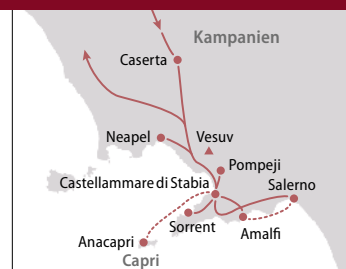 Kampanien
Caserta
Neapel
Vesuv
Pompeji
Castellammare di Stabia
Salerno
Sorrent
Amalfi
Anacapri
Capri